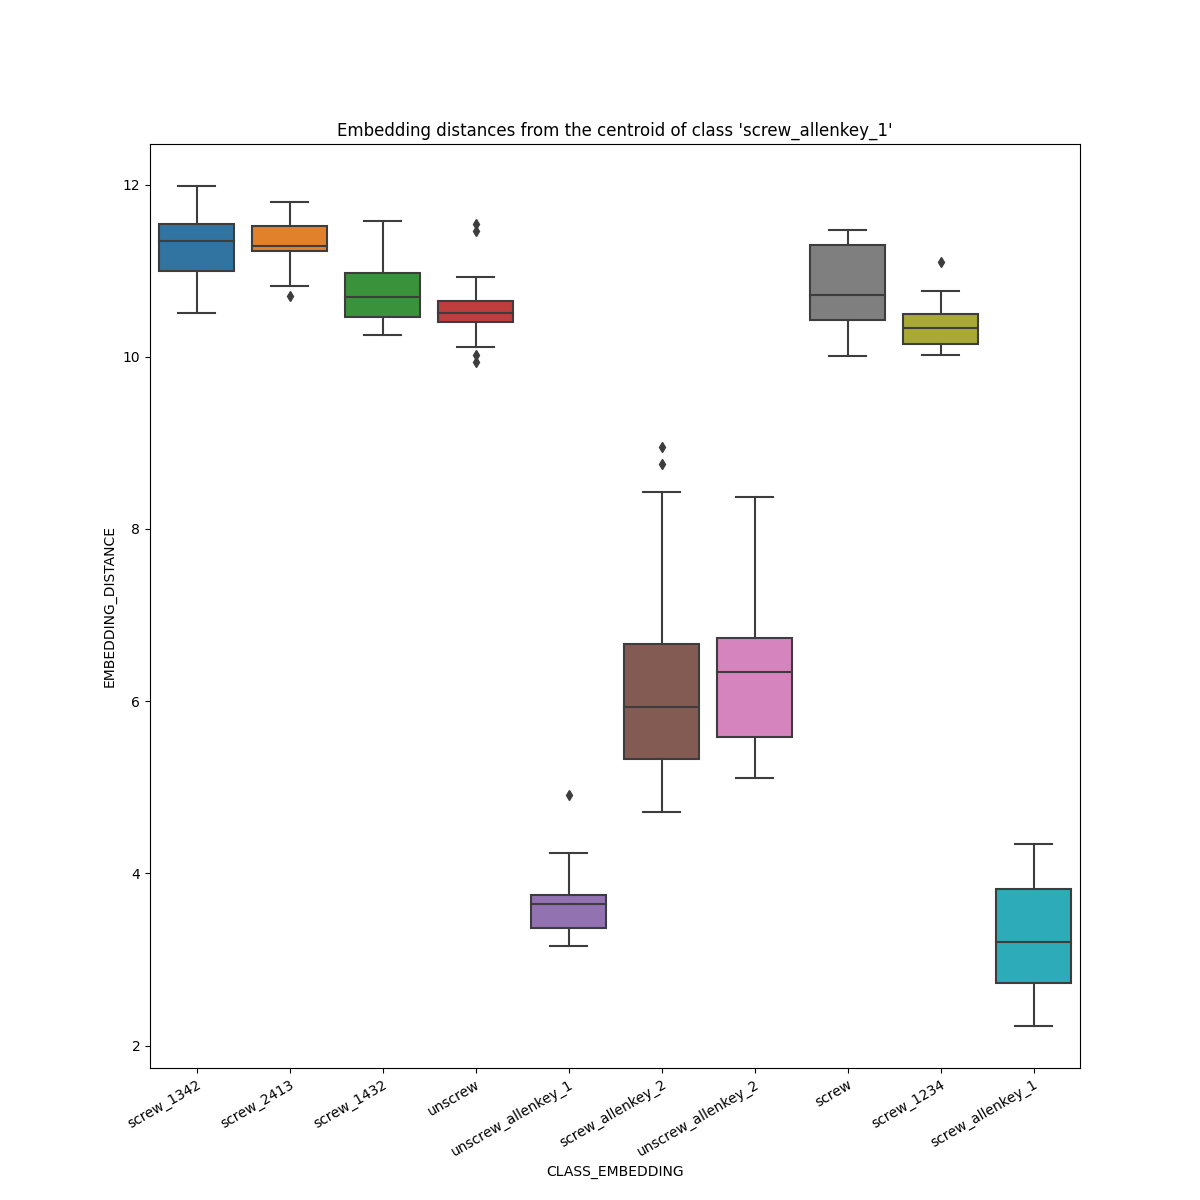 Embedding distances from the centroid of class 'screw_allenkey_1'
12
10
8
6
4
2
EMBEDDING_DISTANCE
screw_1342
screw_2413
screw_1432
unscrew
unscrew_allenkey_1
screw_allenkey_2
unscrew_allenkey_2
screw
screw_1234
screw_allenkey_1
CLASS_EMBEDDING